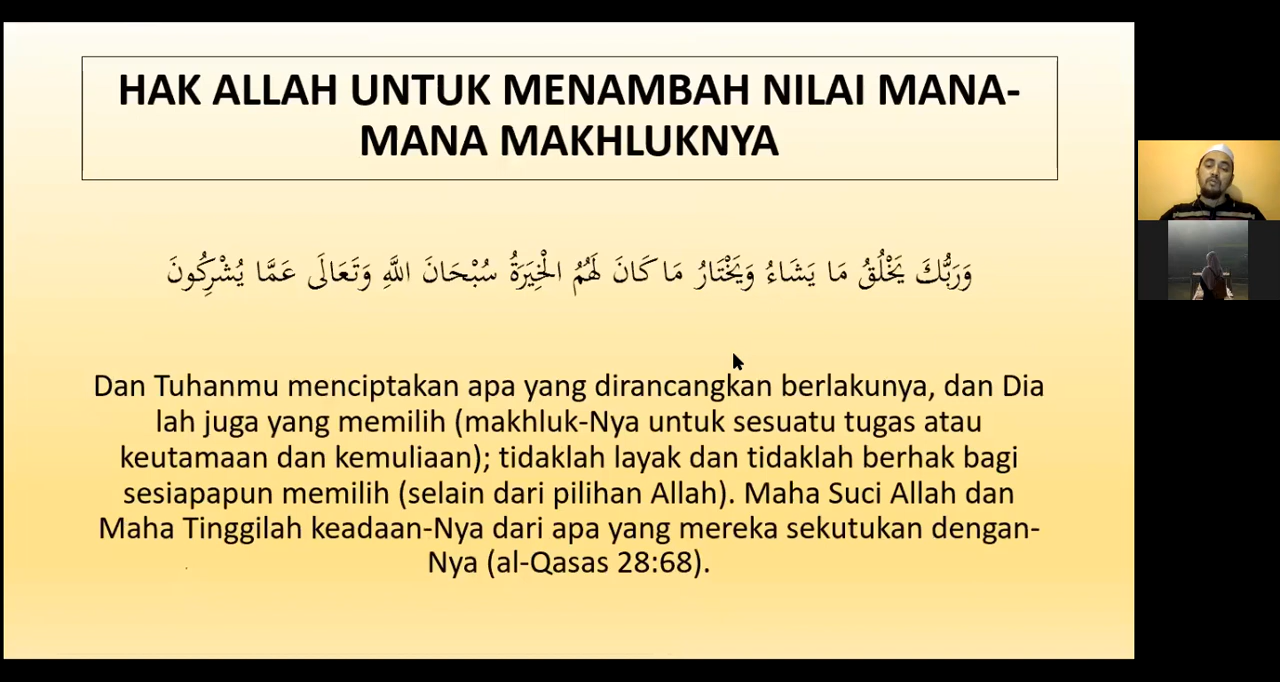 HAK ALLAH UNTUK MENAMBAH NILAI MANA-
MANA MAKHLUKNYA
وَرَبُّكَ يَخْلُقُ مَا يَشَاءُ وَيَخْتَارُ مَا كَانَ لَهُمُ الْخِيَرَةُ سُبْحَانَ اللَّهِ وَتَعَالَى عَمَّا يُشْرِكُونَ
Dan Tuhanmu menciptakan apa yang dirancangkan berlakunya, dan Dia
lah juga yang memilih (makhluk-Nya untuk sesuatu tugas atau
keutamaan dan kemuliaan); tidaklah layak dan tidaklah berhak bagi
sesiapapun memilih (selain dari pilihan Allah). Maha Suci Allah dan
Maha Tinggilah keadaan-Nya dari apa yang mereka sekutukan dengan-
Nya (al-Qasas 28:68).